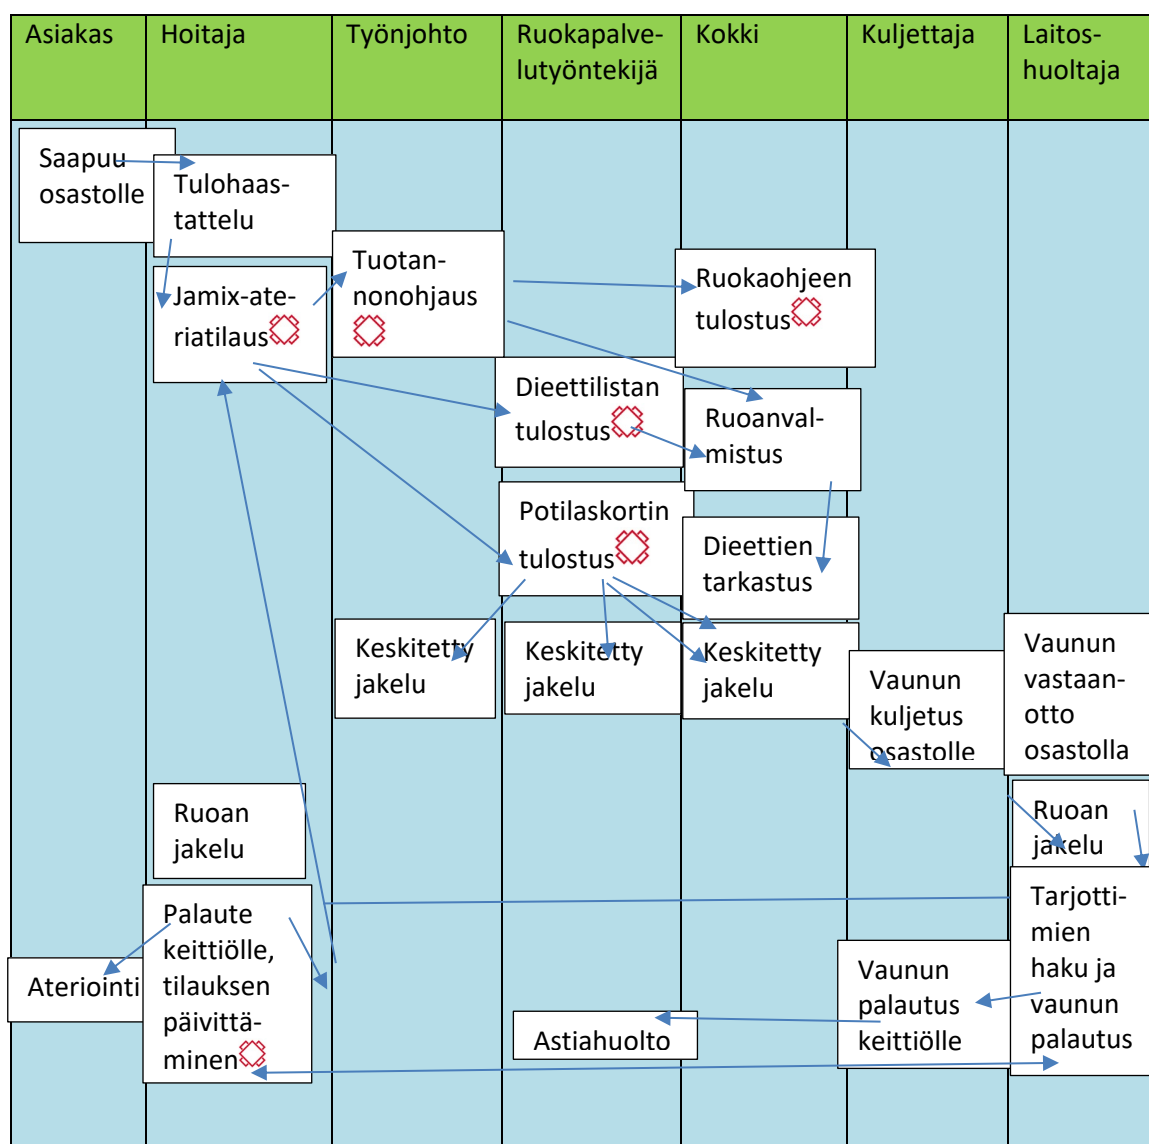 Asiakas
Hoitaja
Työnjohto
Ruokapalve-
lutyöntekijä
Kokki
Kuljettaja
Laitos-
huoltaja
Saapuu
osastolle
Tulohaas-
tattelu
Jamix-ate-
riatilaus
Tuotan-
nonohjaus
Ruokaohjeen
tulostus
Dieettilistan
tulostus
Ruoanval-
mistus
Potilaskortin
tulostus
Dieettien
tarkastus
Keskitetty
jakelu
Keskitetty
jakelu
Keskitetty
jakelu
Vaunun
kuljetus
osastolle
Vaunun
vastaan-
otto
osastolla
Ruoan
jakelu
Ruoan
jakelu
Ateriointi
Palaute
keittiölle,
tilauksen
päivittä-
minen
Astiahuolto
Vaunun
palautus
keittiölle
Tarjotti-
mien
haku ja
vaunun
palautus